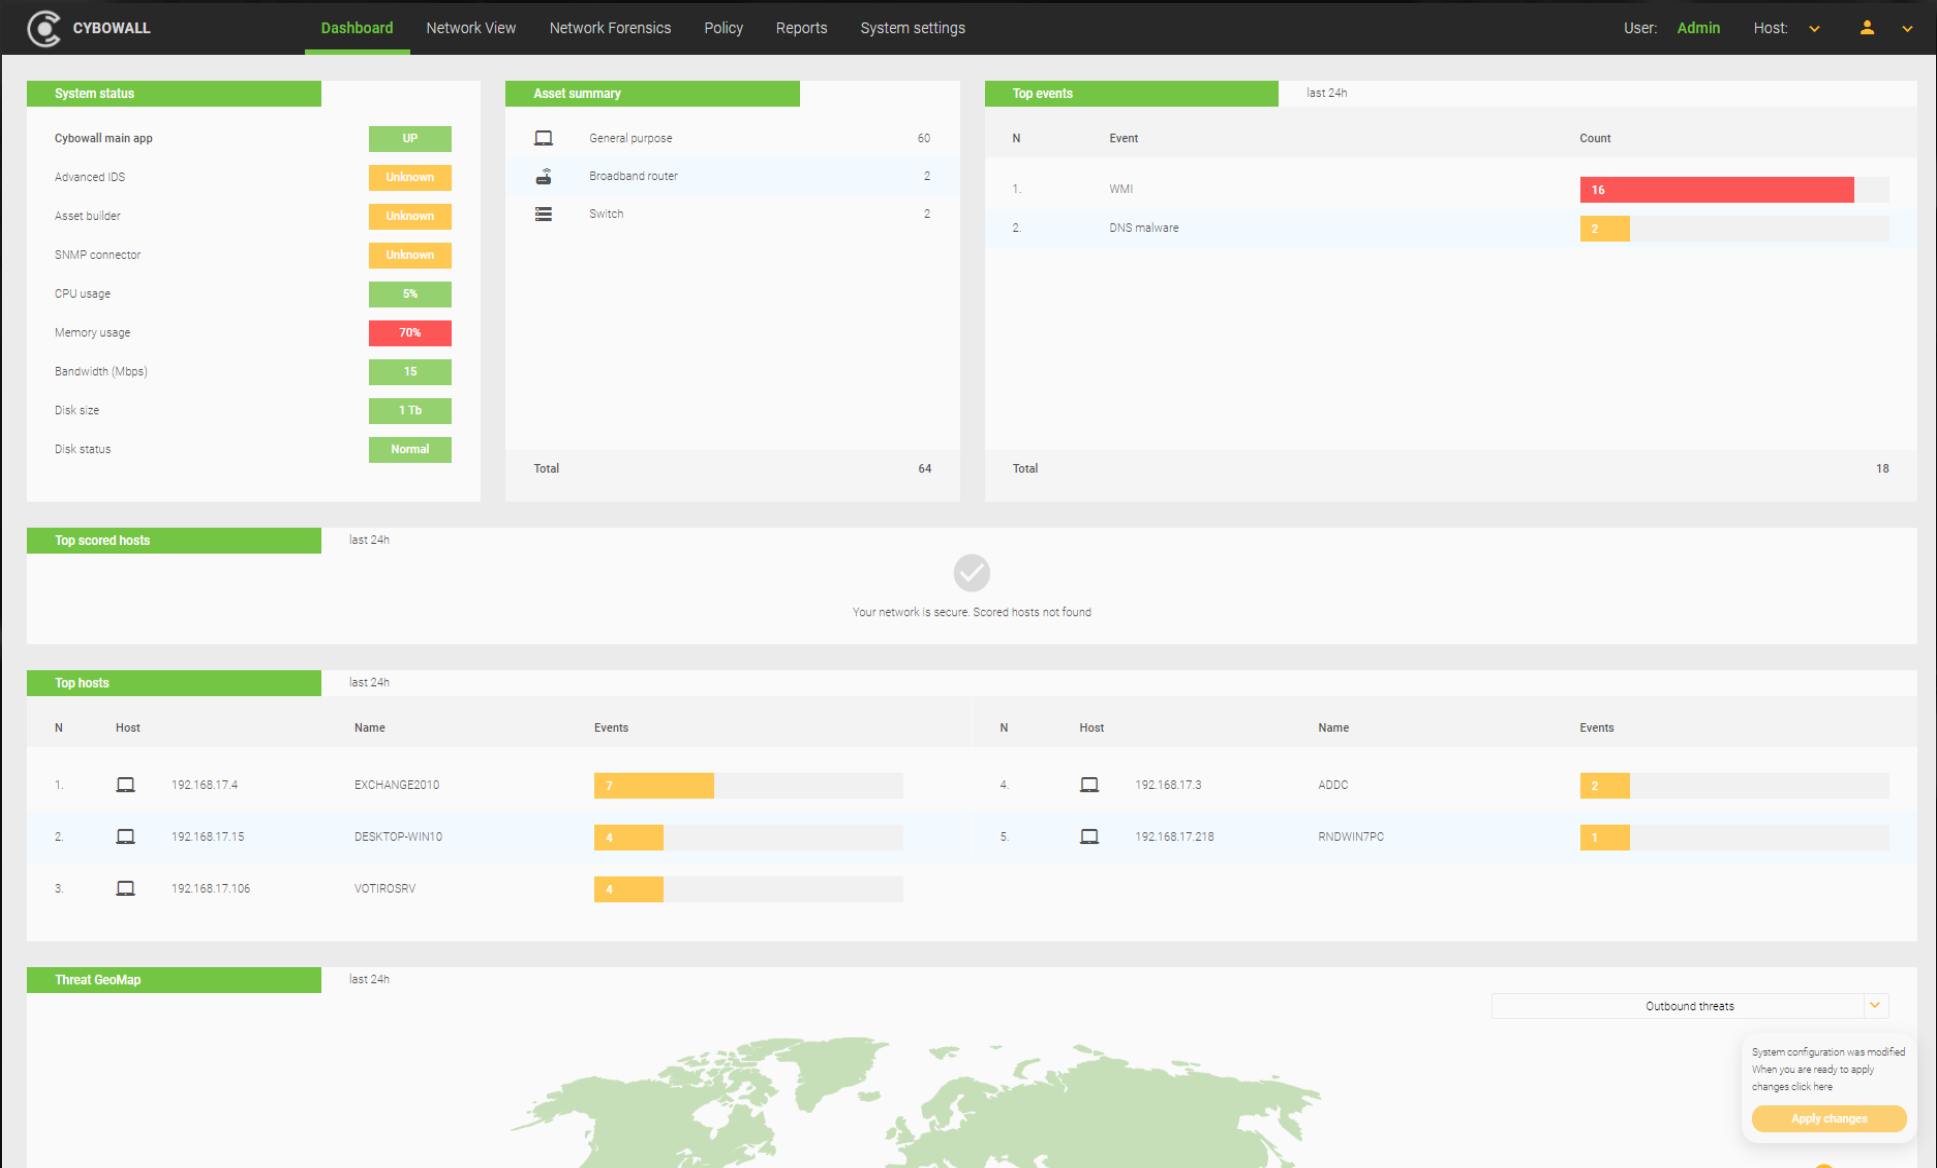 CYBOWALL
Dashboard Network View Network Forensics Policy Reports System settings User: Admin Host:
System status
Cybowall main app UP
Advanced IDS Unknown
Asset builder Unknown
SNMP connector Unknown
CPU usage 5%
Memory usage 70%
Bandwidth (Mbps) 15
Disk size 1 Tb
Disk status Normal
Asset summary
General purpose 60
Broadband router 2
Switch 2
Total 64
Top events last 24h
N Event Count
1. WMI 16
2. DNS malware 2
Total 18
Top scored hosts last 24h
Your network is secure. Scored hosts not found
Top hosts last 24h
N Host Name Events
1. 192.168.17.4 EXCHANGE2010 7
2. 192.168.17.15 DESKTOP-WIN10 4
3. 192.168.17.106 VOTIROSRV 4
N Host Name Events
4. 192.168.17.3 ADDC 2
5. 192.168.17.218 RNDWIN7PC 1
Threat GeoMap last 24h
Outbound threats
System configuration was modified
When you are ready to apply
changes click here
Apply changes